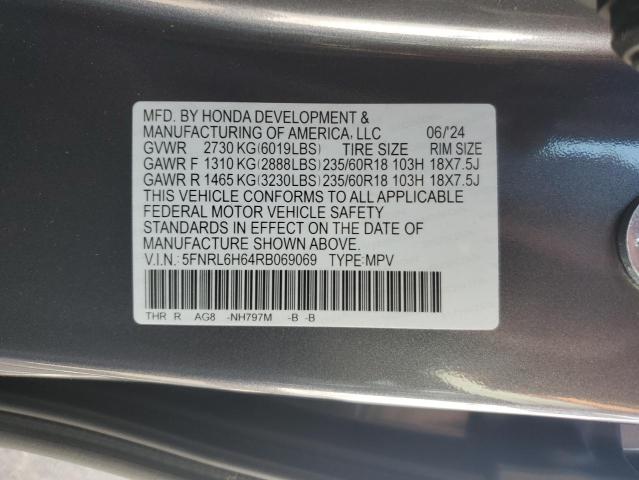 MFD. BY HONDA DEVELOPMENT &
MANUFACTURING OF AMERICA, LLC 06/'24
GVWR 2730 KG(6019LBS) TIRE SIZE RIM SIZE
GAWR F 1310 KG(2888LBS)235/60R18 103H 18X7.5J
GAWR R 1465 KG(3230LBS)235/60R18 103H 18X7.5J
THIS VEHICLE CONFORMS TO ALL APPLICABLE
FEDERAL MOTOR VEHICLE SAFETY
STANDARDS IN EFFECT ON THE DATE OF
MANUFACTURE SHOWN ABOVE.
V.I.N.: 5FNRL6H64RB069069 TYPE:MPV
THR R AG8 -NH797M -B -B